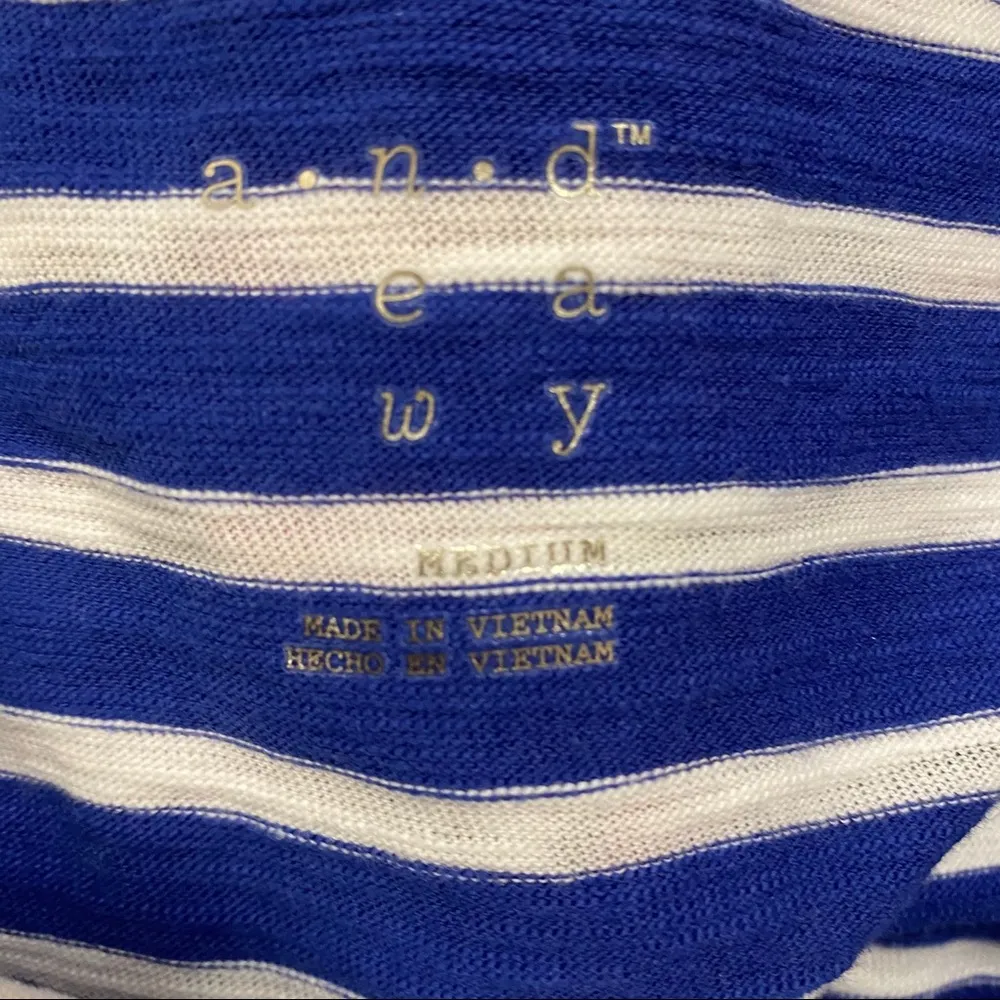 a•n•d™
e a
w y
MEDIUM
MADE IN VIETNAM
HECHO EN VIETNAM